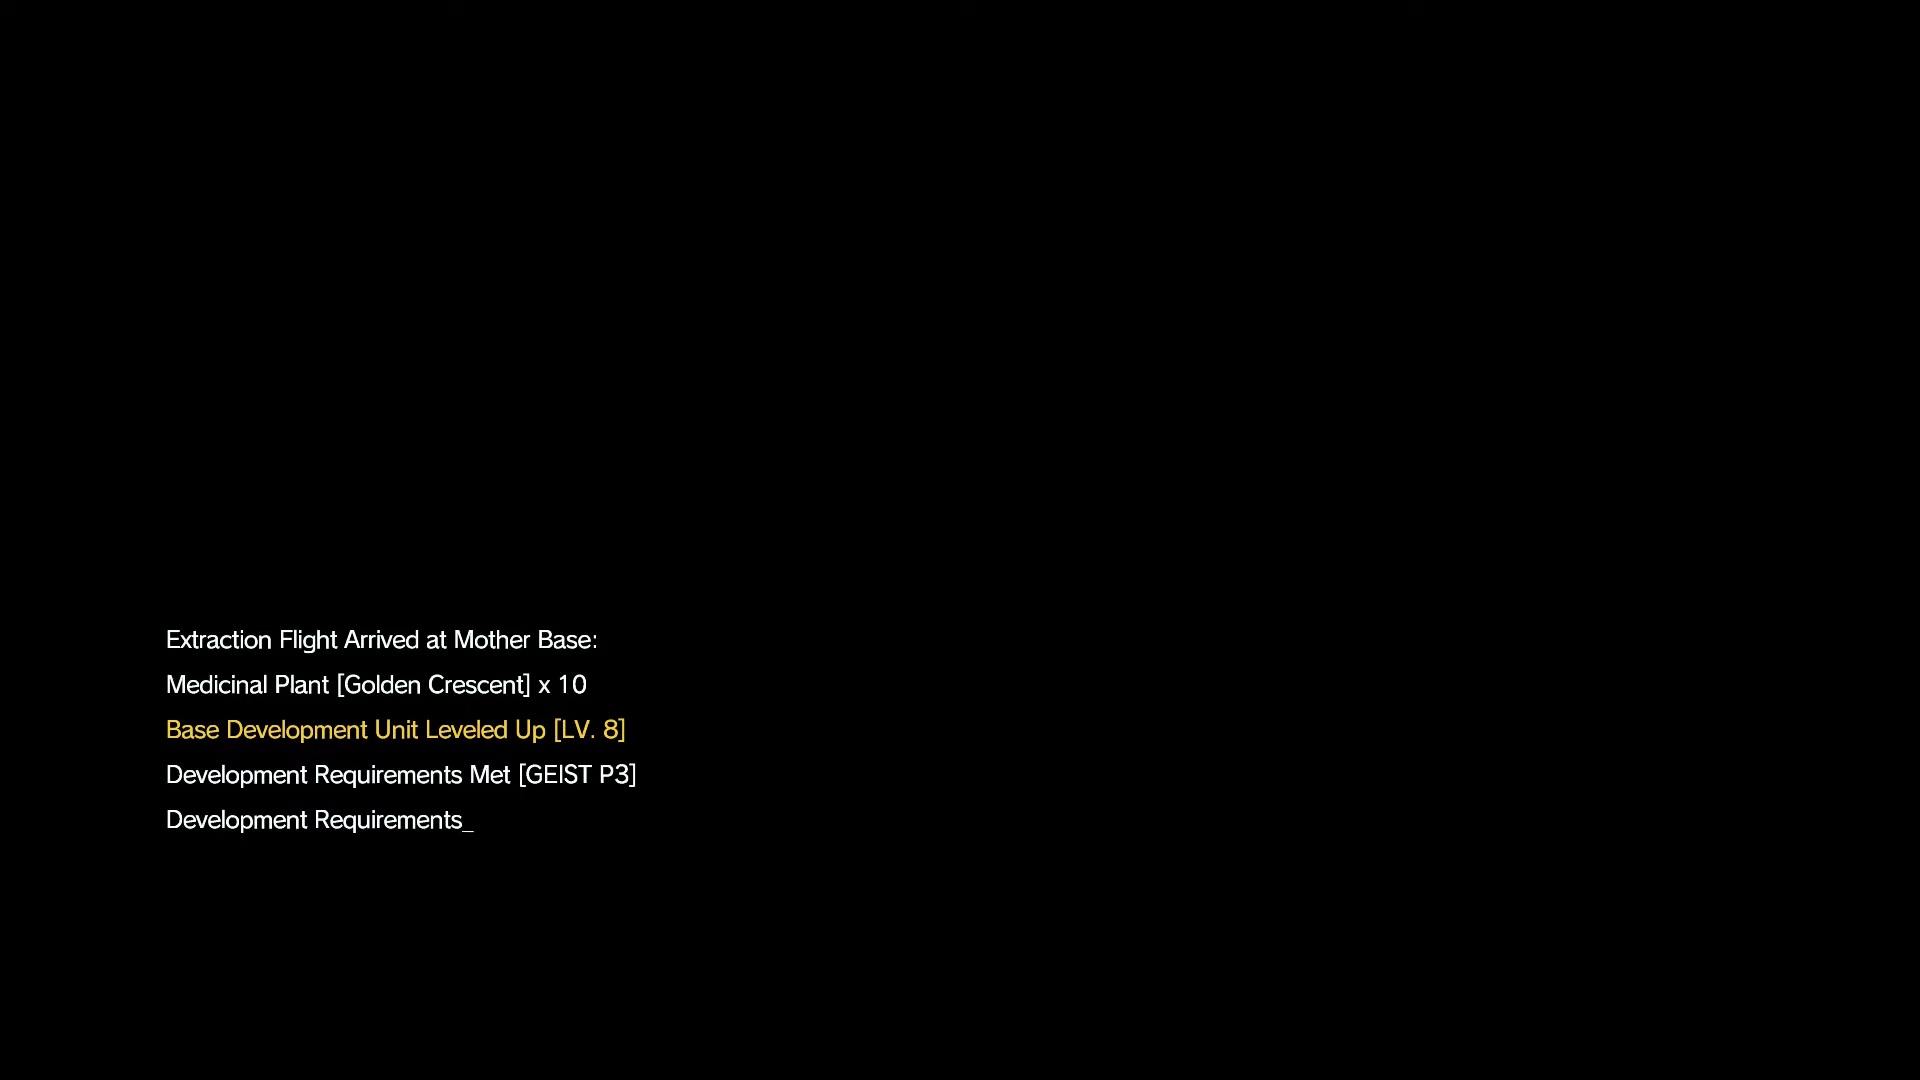 Extraction Flight Arrived at Mother Base:
Medicinal Plant [Golden Crescent] x 10
Base Development Unit Leveled Up [LV. 8]
Development Requirements Met [GEIST P3]
Development Requirements_